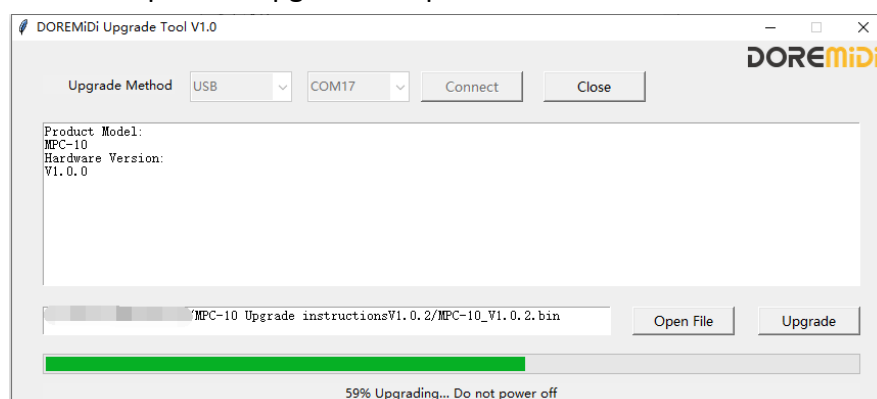 DOREMiDi Upgrade Tool V1.0
DOREMiDi
Upgrade Method USB COM17 Connect Close
Product Model:
MPC-10
Hardware Version:
V1.0.0
/MPC-10 Upgrade instructionsV1.0.2/MPC-10_V1.0.2.bin Open File Upgrade
59% Upgrading... Do not power off